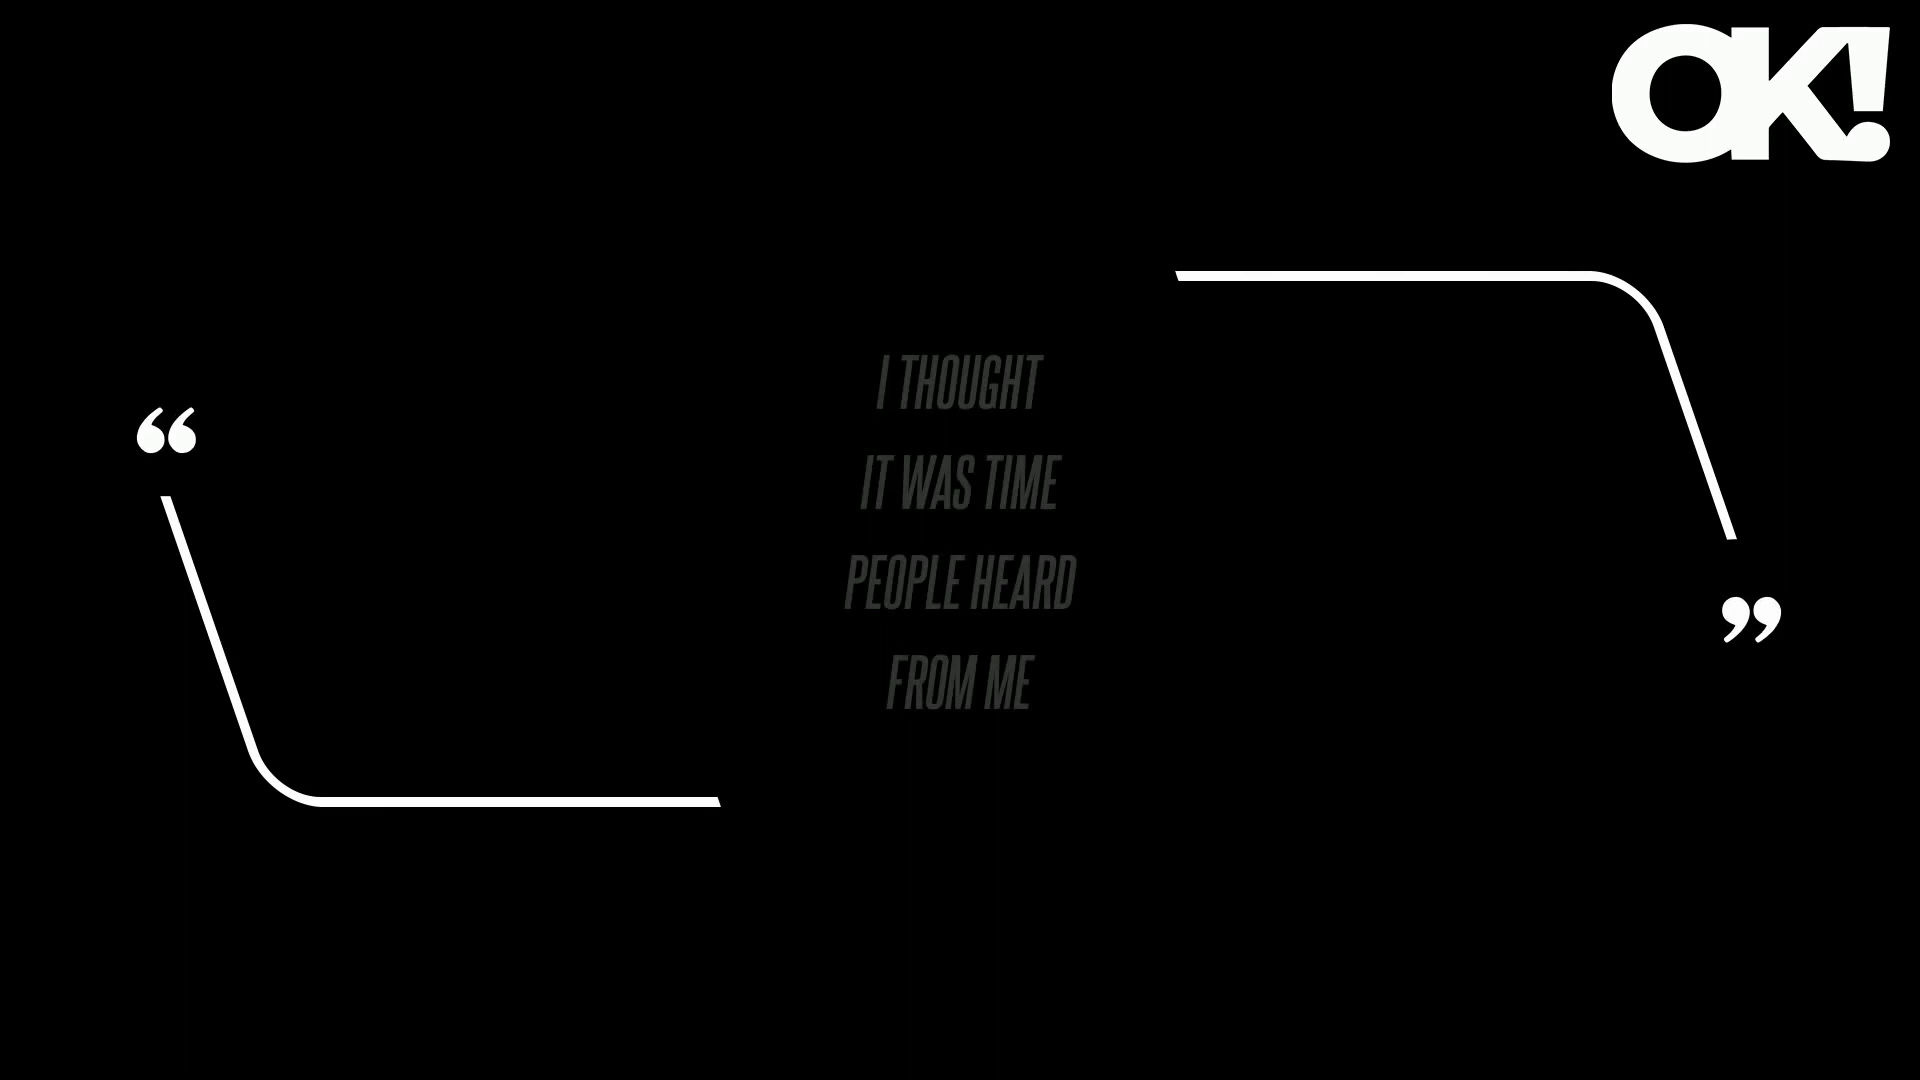 OK!
“
I THOUGHT
IT WAS TIME
PEOPLE HEARD
FROM ME
”